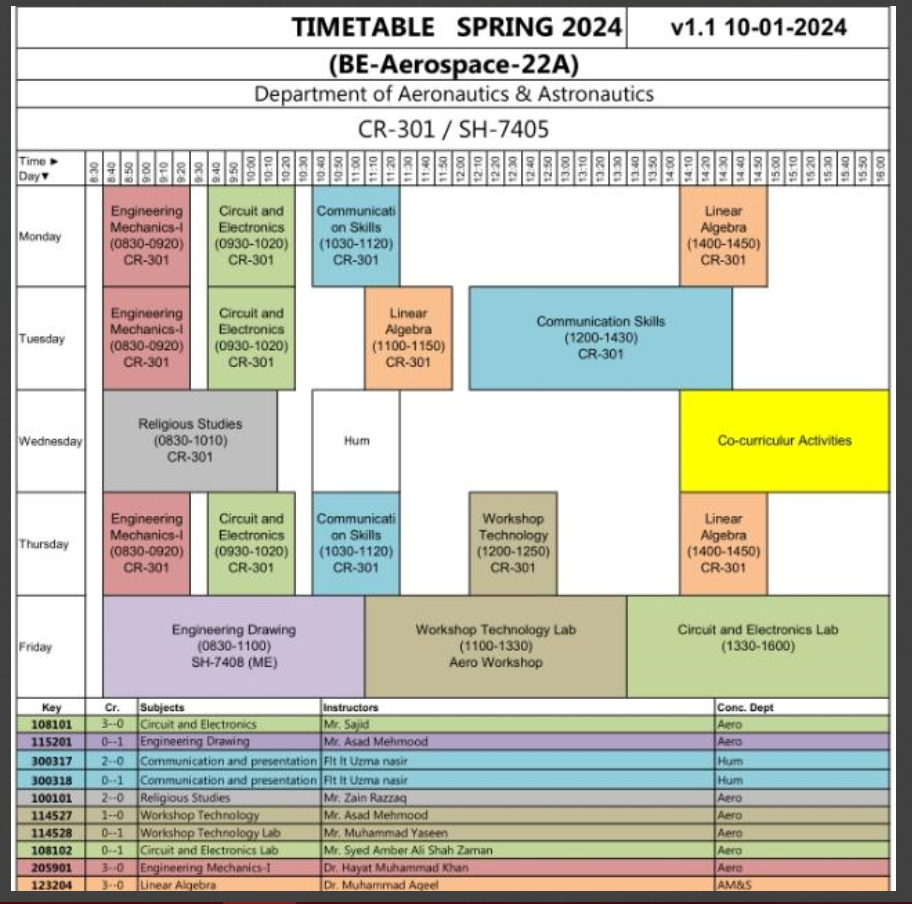 TIMETABLE SPRING 2024 v1.1 10-01-2024
(BE-Aerospace-22A)
Department of Aeronautics & Astronautics
CR-301 / SH-7405
Time ►
Day▼
8:30 8:40 8:50 9:00 9:10 9:20 9:30 9:40 9:50 10:00 10:10 10:20 10:30 10:40 10:50 11:00 11:10 11:20 11:30 11:40 11:50 12:00 12:10 12:20 12:30 12:40 12:50 13:00 13:10 13:20 13:30 13:40 13:50 14:00 14:10 14:20 14:30 14:40 14:50 15:00 15:10 15:20 15:30 15:40 15:50 16:00
Monday
Engineering
Mechanics-I
(0830-0920)
CR-301
Circuit and
Electronics
(0930-1020)
CR-301
Communicati
on Skills
(1030-1120)
CR-301
Linear
Algebra
(1400-1450)
CR-301
Tuesday
Engineering
Mechanics-I
(0830-0920)
CR-301
Circuit and
Electronics
(0930-1020)
CR-301
Linear
Algebra
(1100-1150)
CR-301
Communication Skills
(1200-1430)
CR-301
Wednesday
Religious Studies
(0830-1010)
CR-301
Hum
Co-curriculur Activities
Thursday
Engineering
Mechanics-I
(0830-0920)
CR-301
Circuit and
Electronics
(0930-1020)
CR-301
Communicati
on Skills
(1030-1120)
CR-301
Workshop
Technology
(1200-1250)
CR-301
Linear
Algebra
(1400-1450)
CR-301
Friday
Engineering Drawing
(0830-1100)
SH-7408 (ME)
Workshop Technology Lab
(1100-1330)
Aero Workshop
Circuit and Electronics Lab
(1330-1600)
Key Cr. Subjects Instructors Conc. Dept
108101 3--0 Circuit and Electronics Mr. Sajid Aero
115201 0--1 Engineering Drawing Mr. Asad Mehmood Aero
300317 2--0 Communication and presentation Flt lt Uzma nasir Hum
300318 0--1 Communication and presentation Flt lt Uzma nasir Hum
100101 2--0 Religious Studies Mr. Zain Razzaq Aero
114527 1--0 Workshop Technology Mr. Asad Mehmood Aero
114528 0--1 Workshop Technology Lab Mr. Muhammad Yaseen Aero
108102 0--1 Circuit and Electronics Lab Mr. Syed Amber Ali Shah Zaman Aero
205901 3--0 Engineering Mechanics-I Dr. Hayat Muhammad Khan Aero
123204 3--0 Linear Algebra Dr. Muhammad Aqeel AM&S